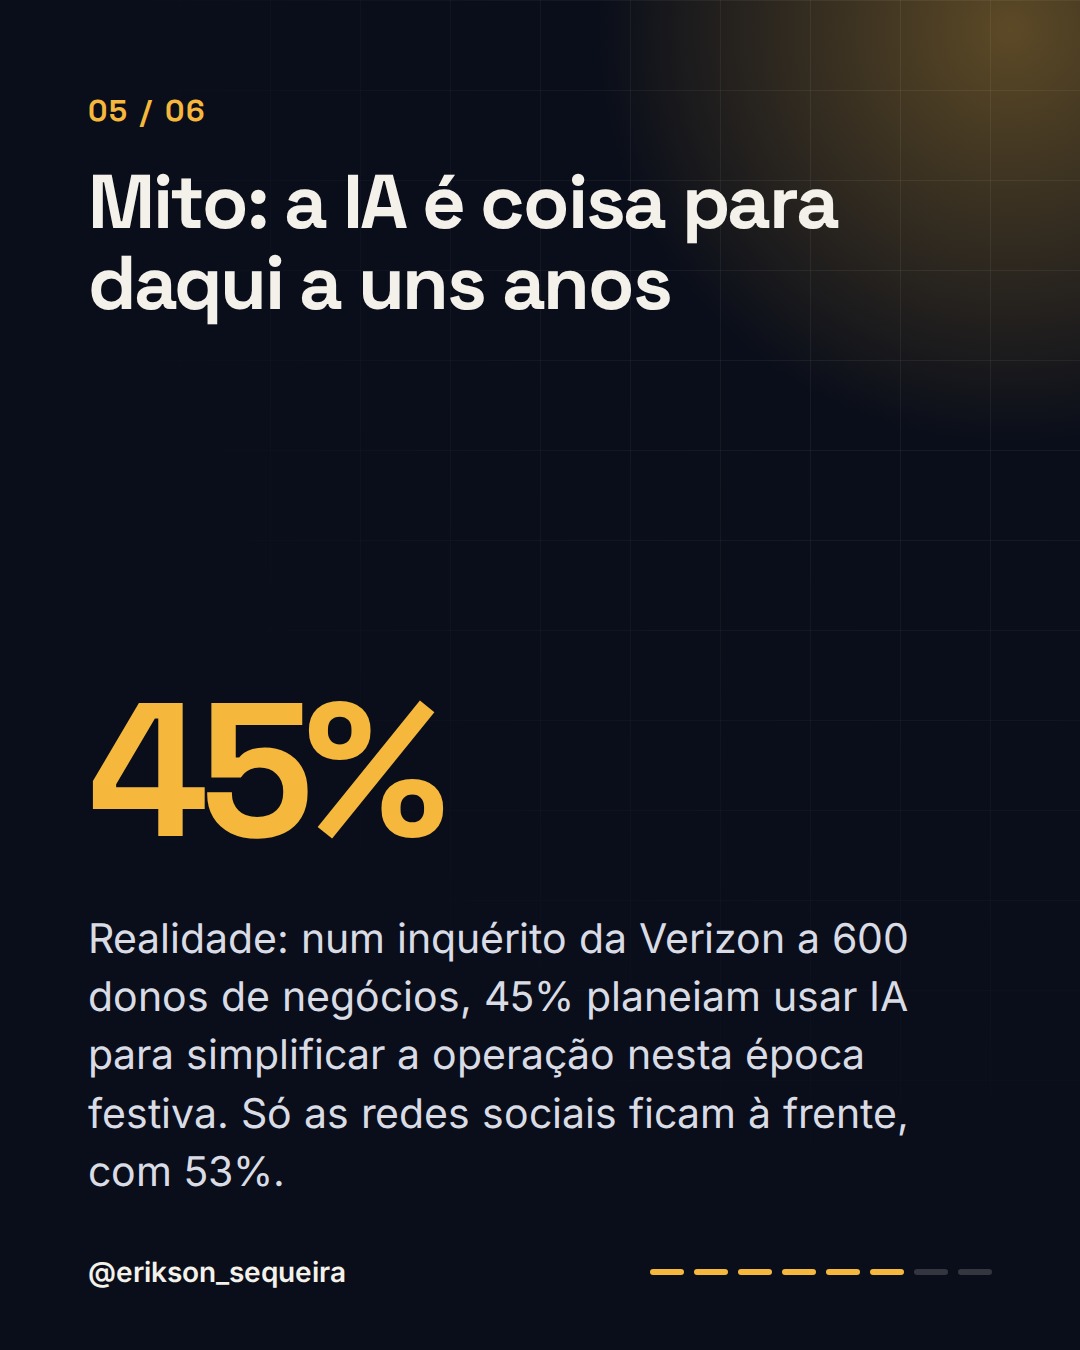 05 / 06
Mito: a IA é coisa para
daqui a uns anos
45%
Realidade: num inquérito da Verizon a 600
donos de negócios, 45% planeiam usar IA
para simplificar a operação nesta época
festiva. Só as redes sociais ficam à frente,
com 53%.
@erikson_sequeira